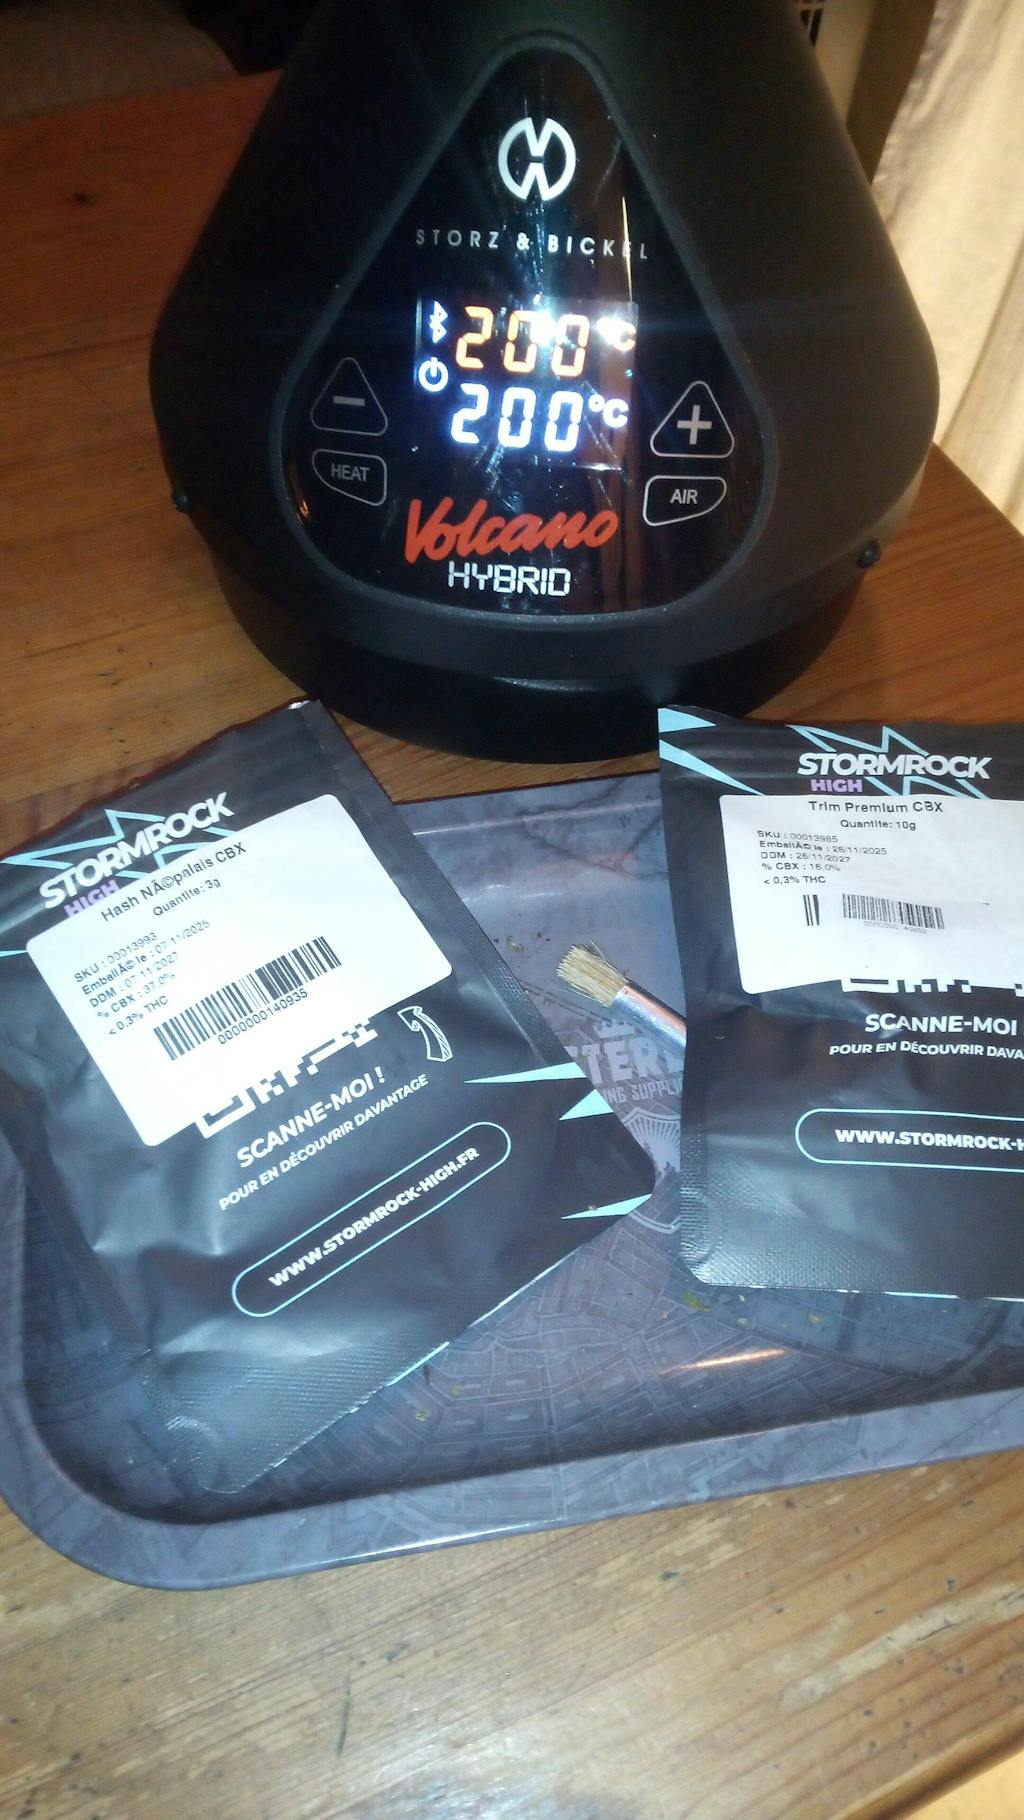 STORZ & BICKEL
200°C
200°C
HEAT
AIR
Volcano
HYBRID
STORMROCK
HIGH
Hash NÃ©palais CBX
Quantite: 3g
SKU : 00013993
EmballÃ© le : 07/11/2025
DDM : 07/11/2027
% CBX : 37,0%
< 0,3% THC
0000000140935
SCANNE-MOI !
POUR EN DÉCOUVRIR DAVANTAGE
WWW.STORMROCK-HIGH.FR
STORMROCK
HIGH
Trim Premium CBX
Quantite: 10g
SKU : 00013985
EmballÃ© le : 26/11/2025
DDM : 26/11/2027
% CBX : 16,0%
< 0,3% THC
SCANNE-MOI
POUR EN DÉCOUVRIR DAVA
WWW.STORMROCK-H